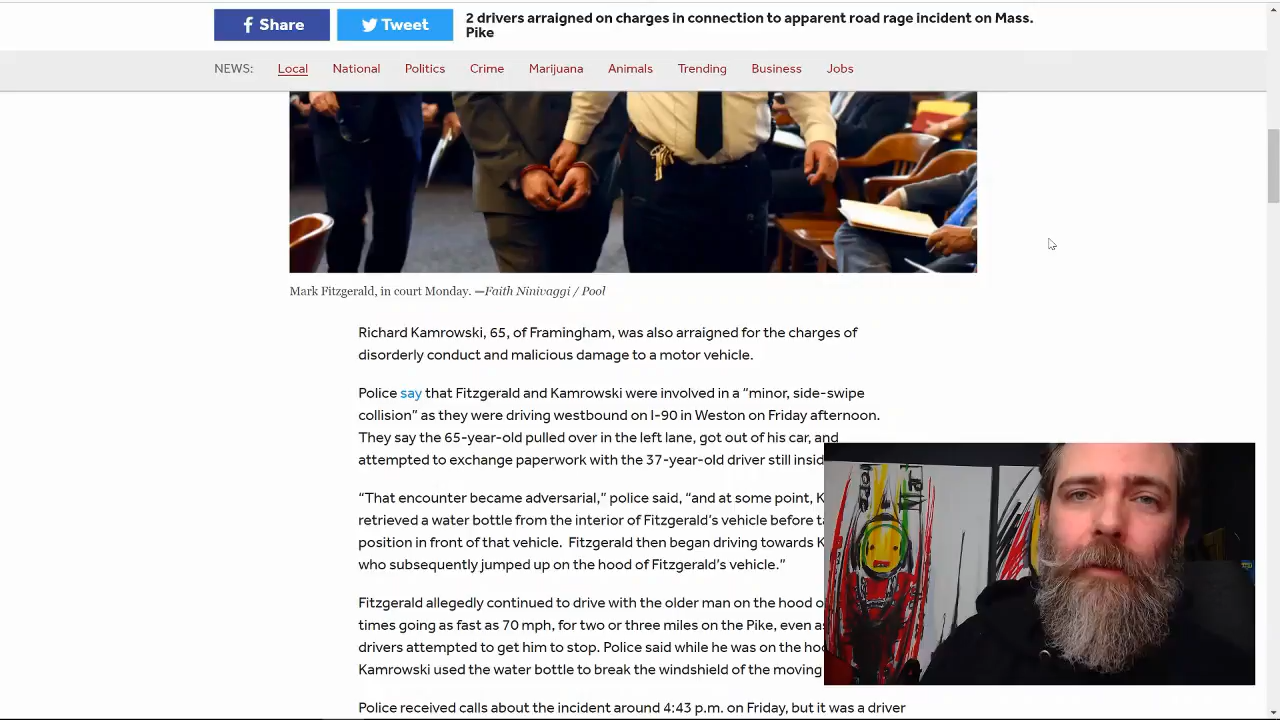 Share
Tweet
2 drivers arraigned on charges in connection to apparent road rage incident on Mass.
Pike
NEWS:
Local
National
Politics
Crime
Marijuana
Animals
Trending
Business
Jobs
Mark Fitzgerald, in court Monday. —Faith Ninivaggi / Pool
Richard Kamrowski, 65, of Framingham, was also arraigned for the charges of
disorderly conduct and malicious damage to a motor vehicle.
Police say that Fitzgerald and Kamrowski were involved in a “minor, side-swipe
collision” as they were driving westbound on I-90 in Weston on Friday afternoon.
They say the 65-year-old pulled over in the left lane, got out of his car, and
attempted to exchange paperwork with the 37-year-old driver still insid
“That encounter became adversarial,” police said, “and at some point, K
retrieved a water bottle from the interior of Fitzgerald’s vehicle before ta
position in front of that vehicle. Fitzgerald then began driving towards K
who subsequently jumped up on the hood of Fitzgerald’s vehicle.”
Fitzgerald allegedly continued to drive with the older man on the hood o
times going as fast as 70 mph, for two or three miles on the Pike, even as
drivers attempted to get him to stop. Police said while he was on the hoo
Kamrowski used the water bottle to break the windshield of the moving
Police received calls about the incident around 4:43 p.m. on Friday, but it was a driver